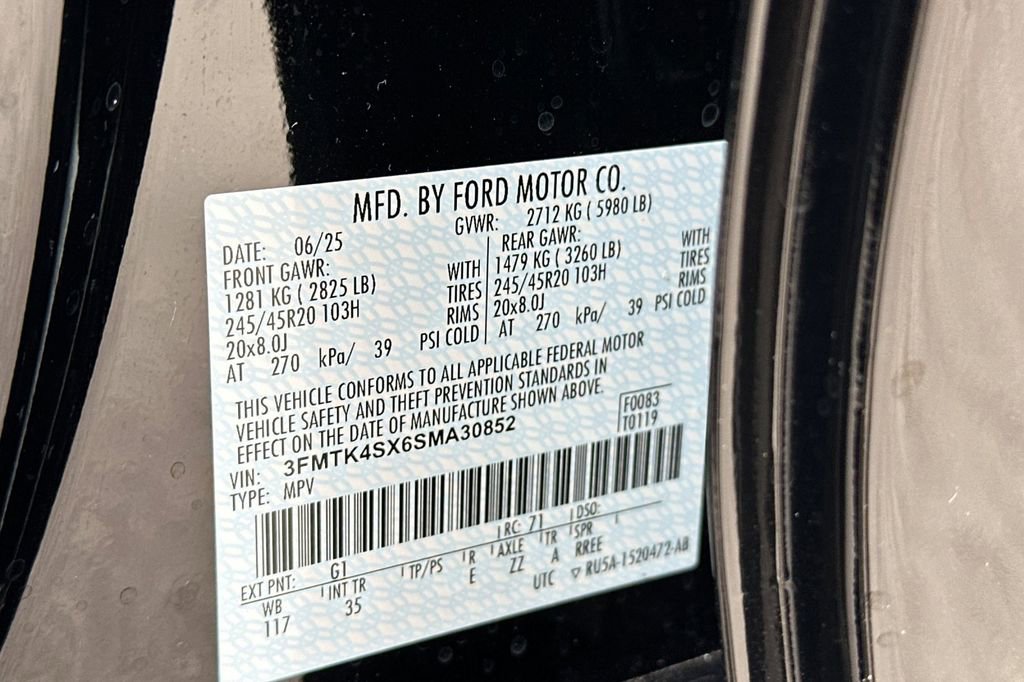 MFD. BY FORD MOTOR CO.
DATE: 06/25 GVWR: 2712 KG ( 5980 LB)
FRONT GAWR: REAR GAWR:
1281 KG ( 2825 LB) WITH 1479 KG ( 3260 LB) WITH
245/45R20 103H TIRES 245/45R20 103H TIRES
20x8.0J RIMS 20x8.0J RIMS
AT 270 kPa/ 39 PSI COLD AT 270 kPa/ 39 PSI COLD
THIS VEHICLE CONFORMS TO ALL APPLICABLE FEDERAL MOTOR
VEHICLE SAFETY AND THEFT PREVENTION STANDARDS IN
EFFECT ON THE DATE OF MANUFACTURE SHOWN ABOVE.
F0083
T0119
VIN: 3FMTK4SX6SMA30852
TYPE: MPV
EXT PNT: G1 RC: 71 DSO:
WB INT TR TP/PS R AXLE TR SPR
117 35 E ZZ A RREE
UTC ▽ RU5A-1520472-AB